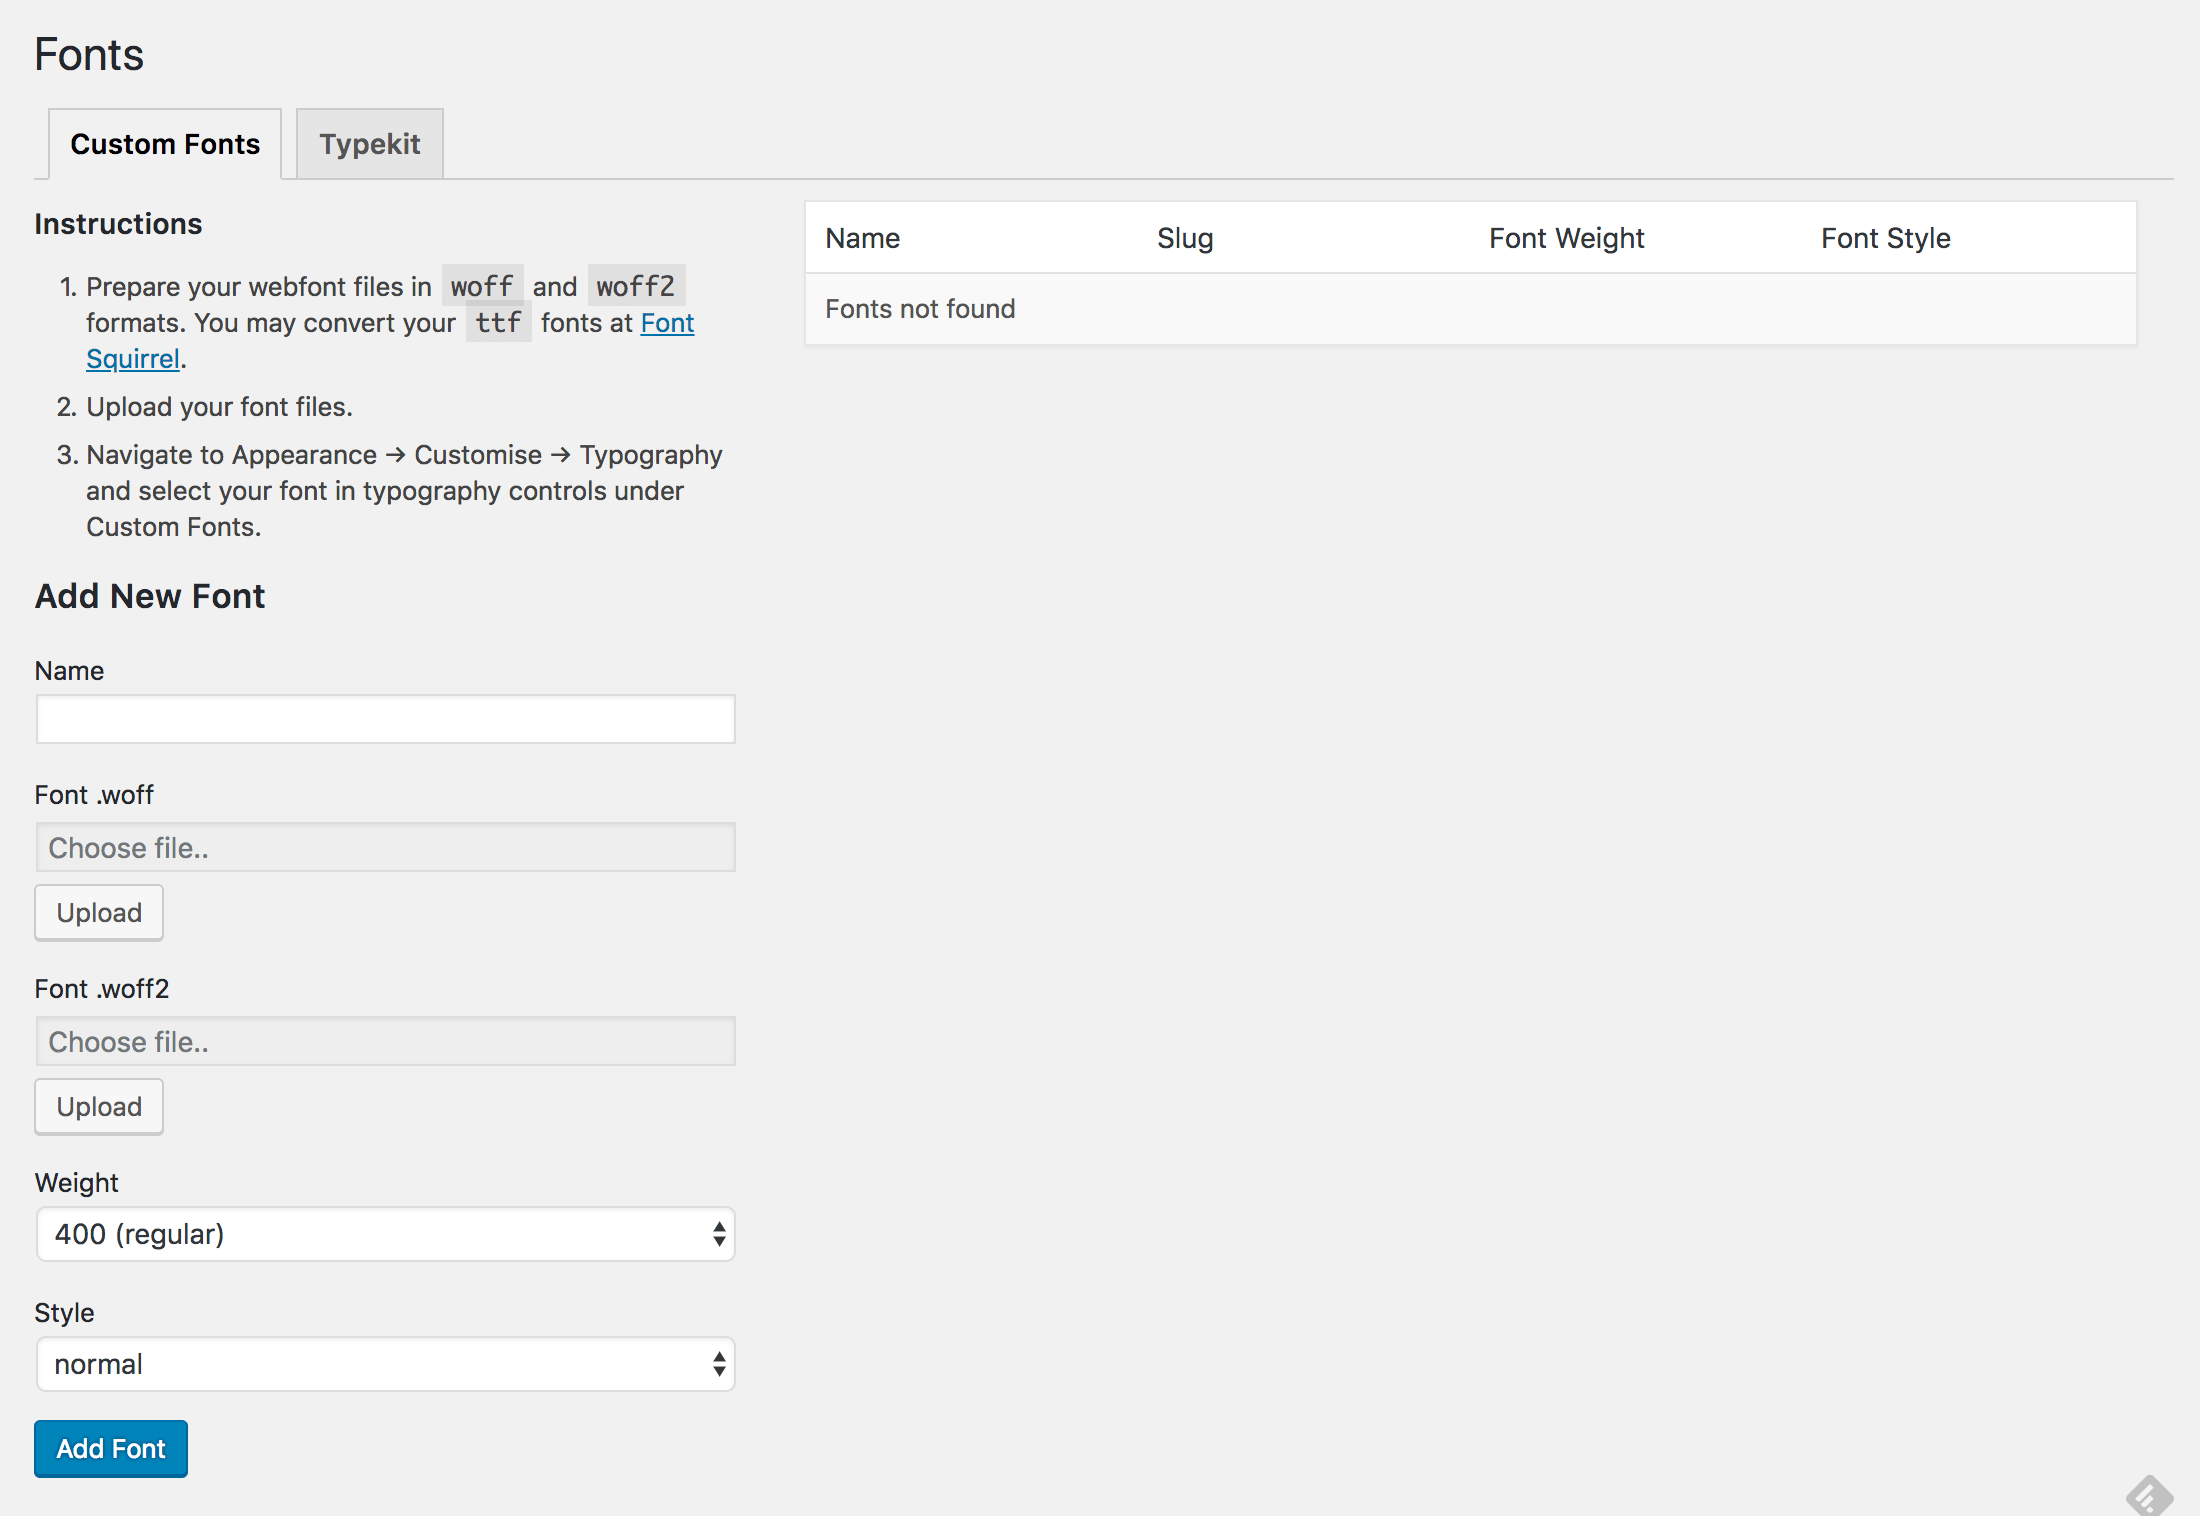 Fonts
Custom Fonts
Typekit
Instructions
1. Prepare your webfont files in woff and woff2
formats. You may convert your ttf fonts at Font
Squirrel.
2. Upload your font files.
3. Navigate to Appearance → Customise → Typography
and select your font in typography controls under
Custom Fonts.
Name Slug Font Weight Font Style
Fonts not found
Add New Font
Name
Font .woff
Choose file..
Upload
Font .woff2
Choose file..
Upload
Weight
400 (regular)
Style
normal
Add Font